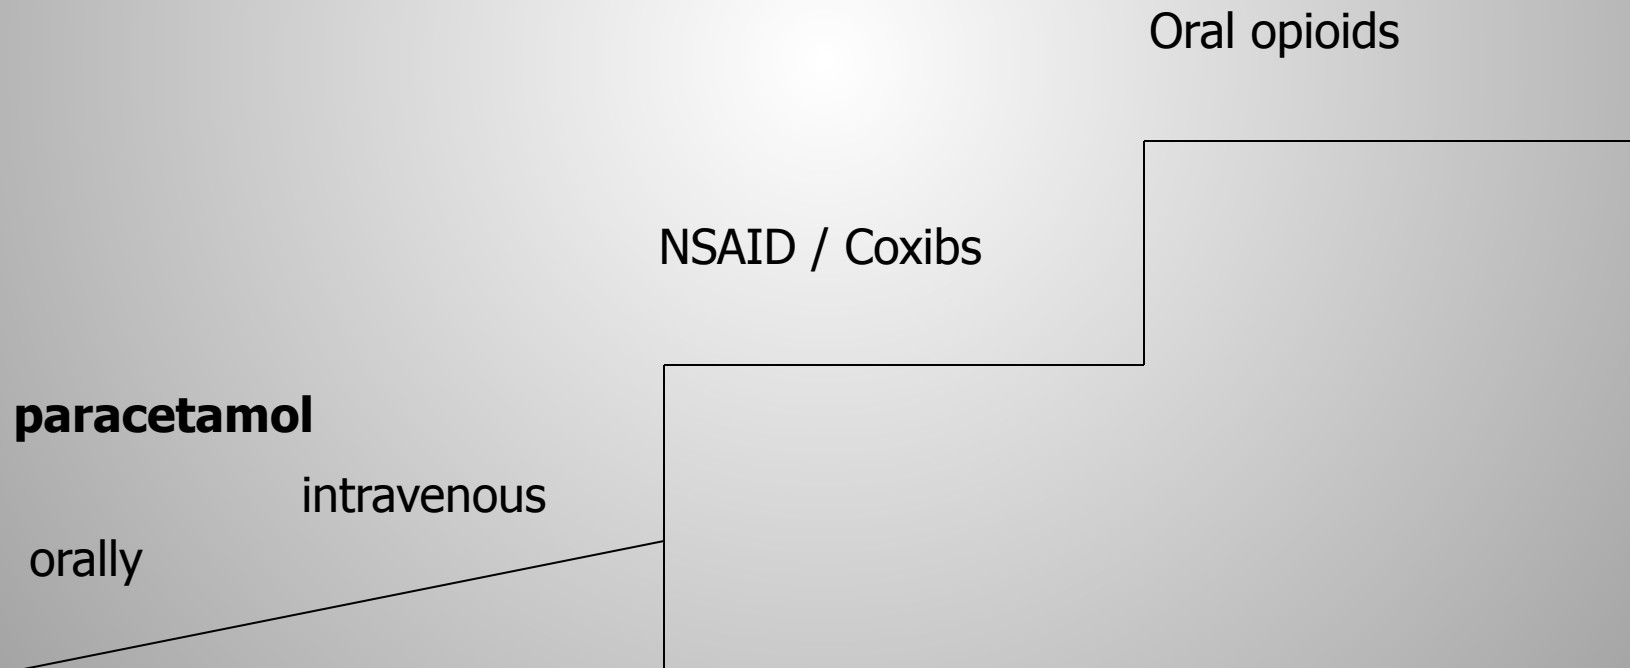 Oral opioids
NSAID / Coxibs
paracetamol
intravenous
orally